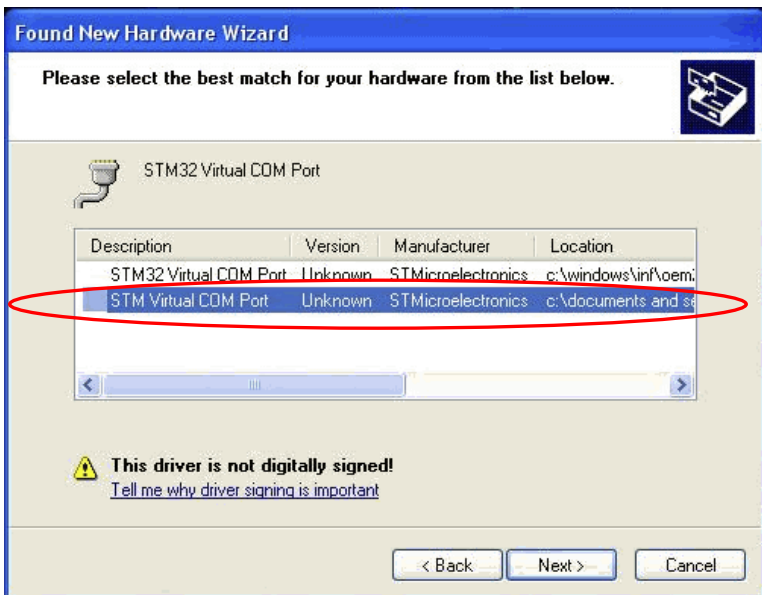 Found New Hardware Wizard
Please select the best match for your hardware from the list below.
STM32 Virtual COM Port
Description Version Manufacturer Location
STM32 Virtual COM Port Unknown STMicroelectronics c:\windows\inf\oem
STM Virtual COM Port Unknown STMicroelectronics c:\documents and se
This driver is not digitally signed!
Tell me why driver signing is important
< Back Next > Cancel